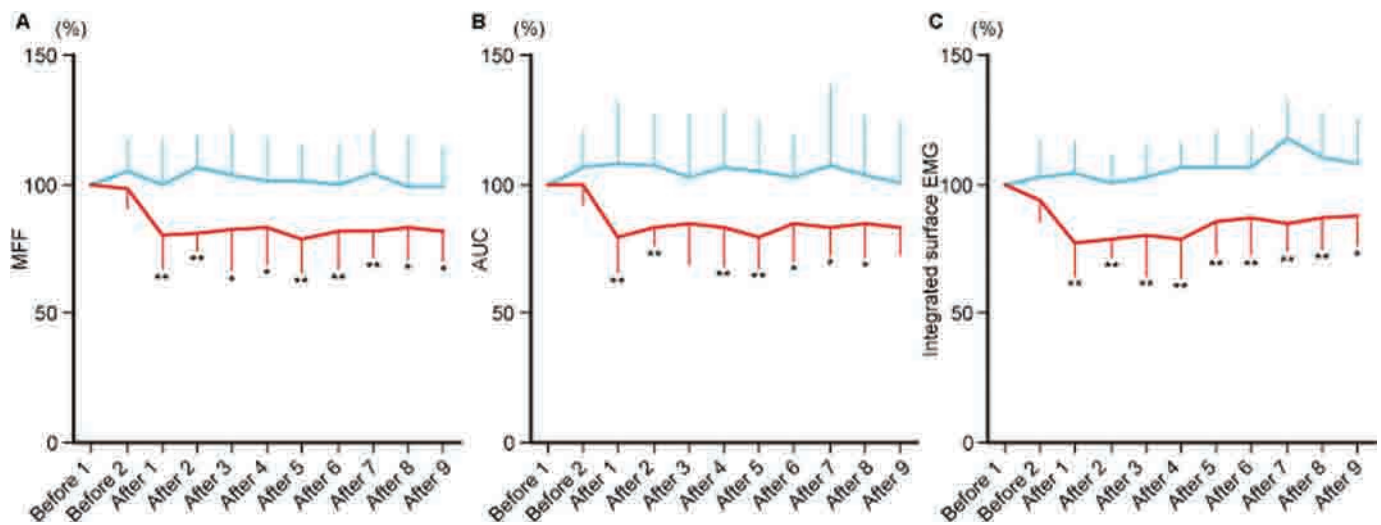 A
(%)
150
100
50
0
MFF
Before 1
Before 2
After 1
After 2
After 3
After 4
After 5
After 6
After 7
After 8
After 9
** ** * * ** ** ** * *
B
(%)
150
100
50
0
AUC
Before 1
Before 2
After 1
After 2
After 3
After 4
After 5
After 6
After 7
After 8
After 9
** ** ** ** * * *
C
(%)
150
100
50
0
Integrated surface EMG
Before 1
Before 2
After 1
After 2
After 3
After 4
After 5
After 6
After 7
After 8
After 9
** ** ** ** ** ** ** ** *